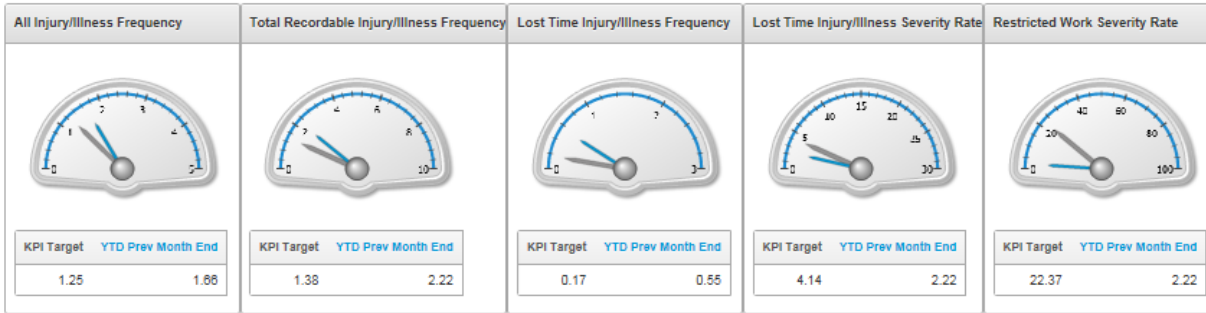 All Injury/Illness Frequency
0 1 2 3 4 5
KPI Target YTD Prev Month End
1.25 1.66
Total Recordable Injury/Illness Frequency
0 2 4 6 8 10
KPI Target YTD Prev Month End
1.38 2.22
Lost Time Injury/Illness Frequency
0 1 2 3
KPI Target YTD Prev Month End
0.17 0.55
Lost Time Injury/Illness Severity Rate
0 5 10 15 20 25 30
KPI Target YTD Prev Month End
4.14 2.22
Restricted Work Severity Rate
0 20 40 60 80 100
KPI Target YTD Prev Month End
22.37 2.22